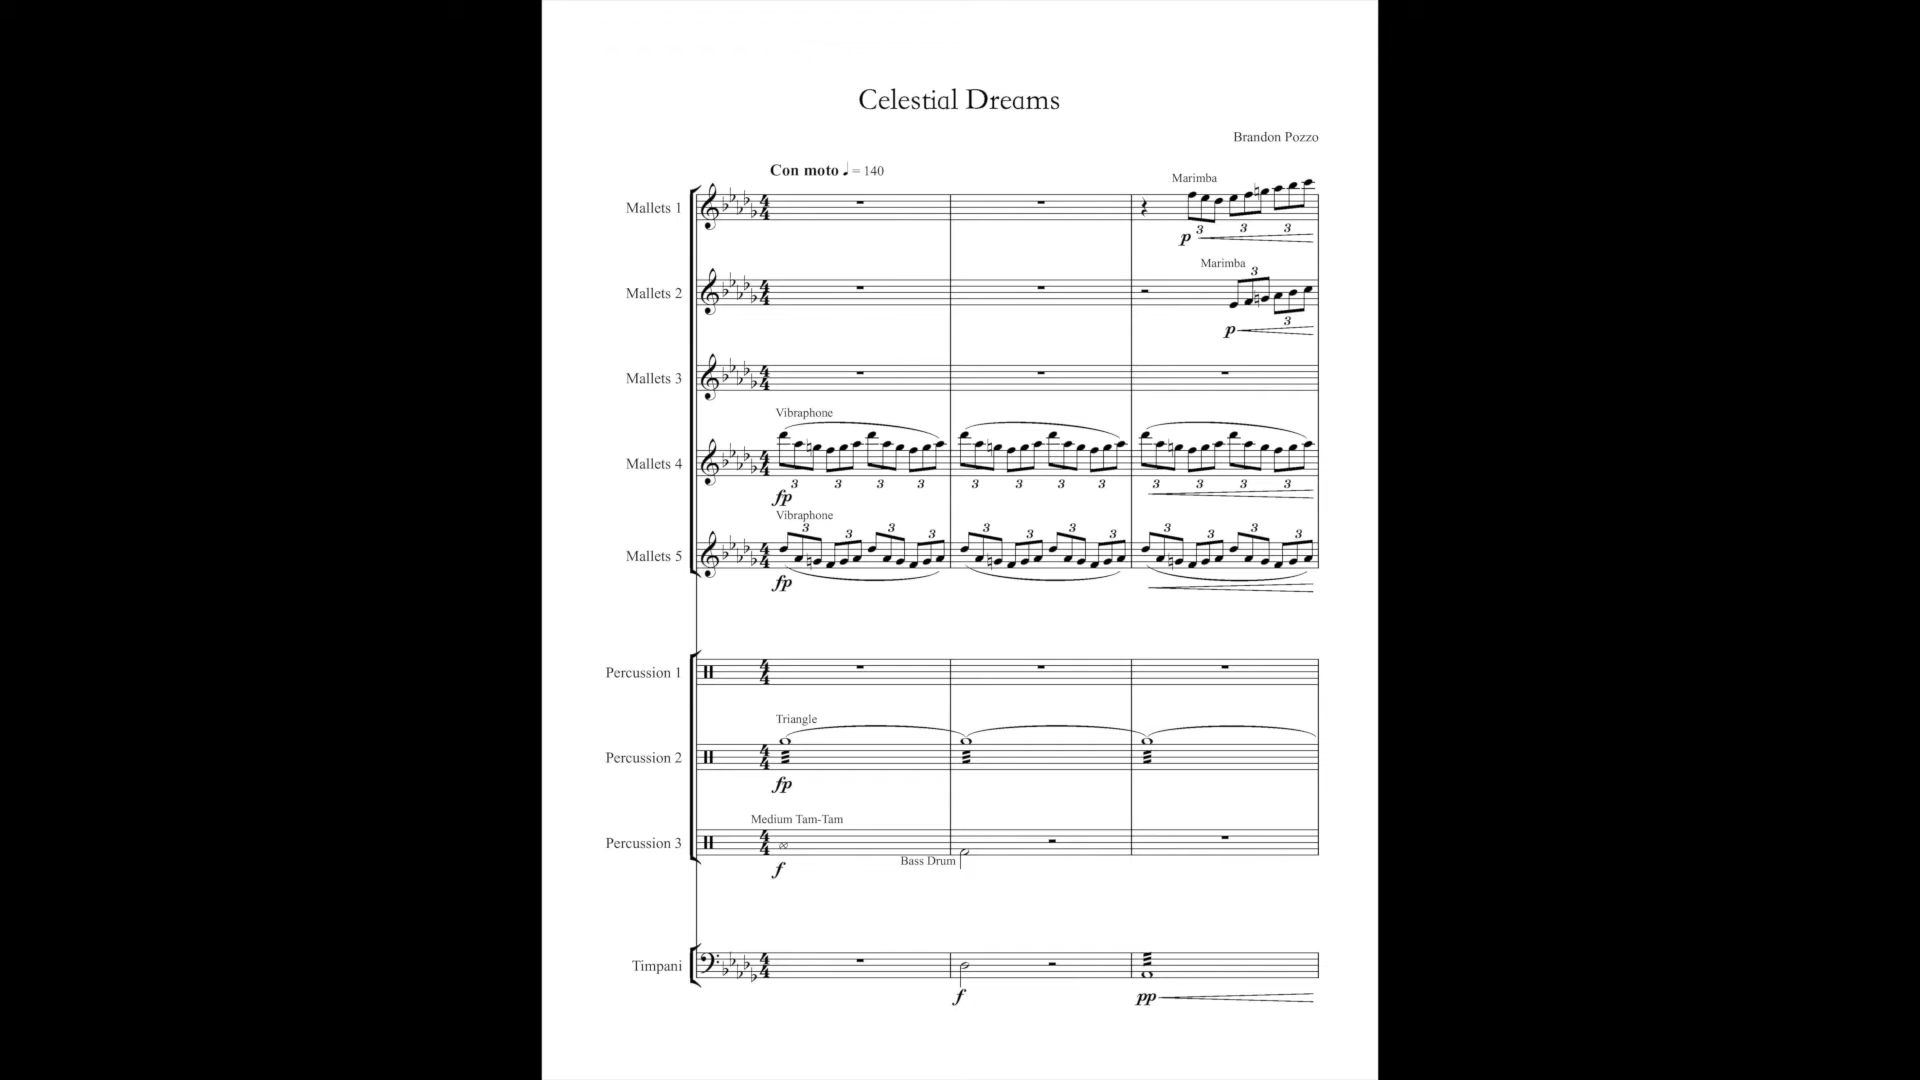 Celestial Dreams
Brandon Pozzo
Con moto ♩ = 140
Marimba
Mallets 1
3 3 3
p
Marimba
3
Mallets 2
3
p
Mallets 3
Vibraphone
Mallets 4
3 3 3 3 3 3 3 3 3 3 3 3
fp
Vibraphone
3 3 3 3 3 3 3 3 3 3 3 3
Mallets 5
fp
Percussion 1
Triangle
Percussion 2
fp
Medium Tam-Tam
Percussion 3
Bass Drum
f
Timpani
f pp